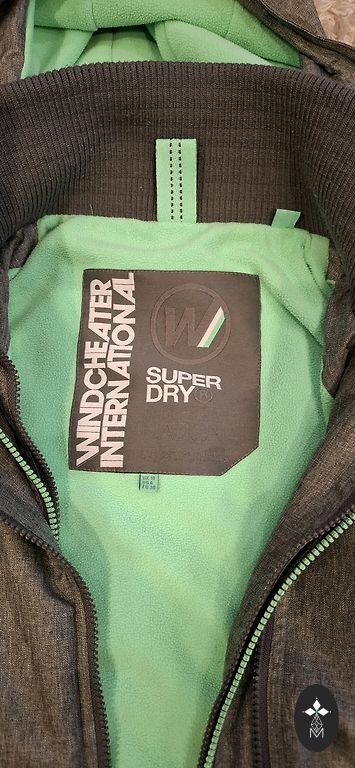 WINDCHEATER
INTERNATIONAL
W
SUPER
DRY®
M